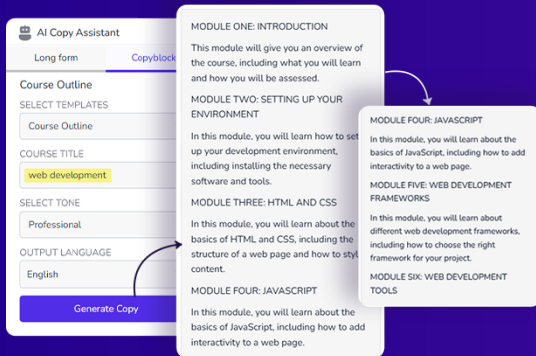 AI Copy Assistant
Long form
Copyblock
Course Outline
SELECT TEMPLATES
Course Outline
COURSE TITLE
web development
SELECT TONE
Professional
OUTPUT LANGUAGE
English
Generate Copy
MODULE ONE: INTRODUCTION
This module will give you an overview of
the course, including what you will learn
and how you will be assessed.
MODULE TWO: SETTING UP YOUR
ENVIRONMENT
In this module, you will learn how to set
up your development environment,
including installing the necessary
software and tools.
MODULE THREE: HTML AND CSS
In this module, you will learn about the
basics of HTML and CSS, including the
structure of a web page and how to styl
content.
MODULE FOUR: JAVASCRIPT
In this module, you will learn about the
basics of JavaScript, including how to add
interactivity to a web page.
MODULE FOUR: JAVASCRIPT
In this module, you will learn about the
basics of JavaScript, including how to add
interactivity to a web page.
MODULE FIVE: WEB DEVELOPMENT
FRAMEWORKS
In this module, you will learn about
different web development frameworks,
including how to choose the right
framework for your project.
MODULE SIX: WEB DEVELOPMENT
TOOLS